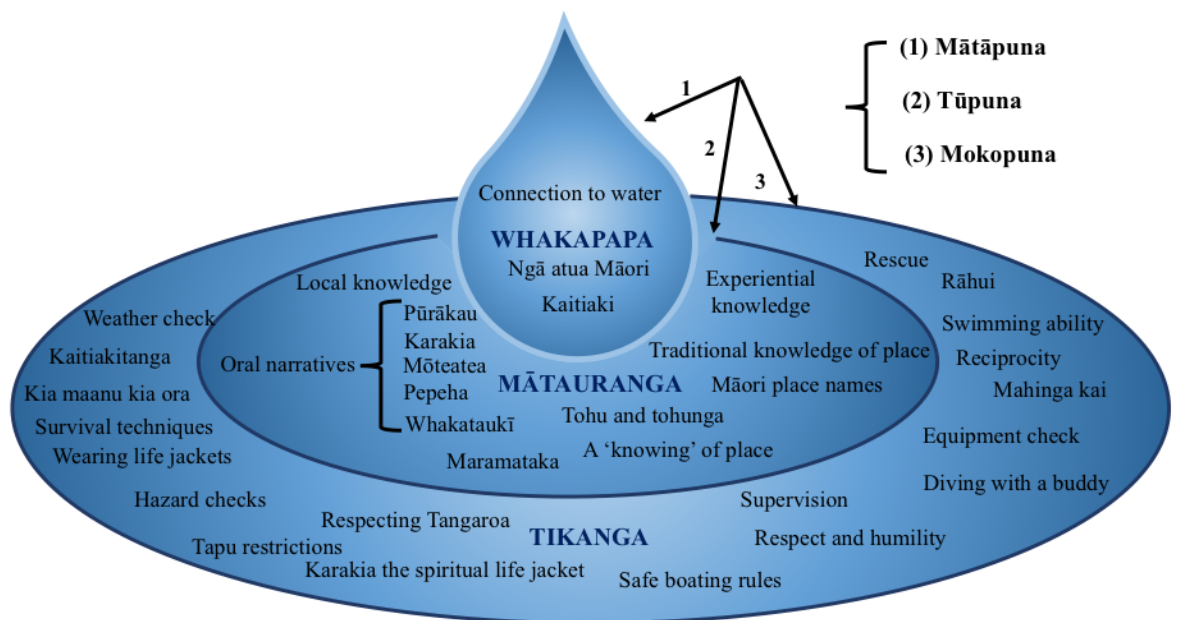 (1) Mātāpuna
(2) Tūpuna
(3) Mokopuna
1
2
3
Connection to water
WHAKAPAPA
Ngā atua Māori
Kaitiaki
Local knowledge
Oral narratives
Pūrākau
Karakia
Mōteatea
Pepeha
Whakataukī
Experiential
knowledge
Traditional knowledge of place
MĀTAURANGA
Māori place names
Tohu and tohunga
A ‘knowing’ of place
Maramataka
Weather check
Kaitiakitanga
Kia maanu kia ora
Survival techniques
Wearing life jackets
Hazard checks
Tapu restrictions
Respecting Tangaroa
Karakia the spiritual life jacket
TIKANGA
Safe boating rules
Supervision
Respect and humility
Rescue
Rāhui
Swimming ability
Reciprocity
Mahinga kai
Equipment check
Diving with a buddy